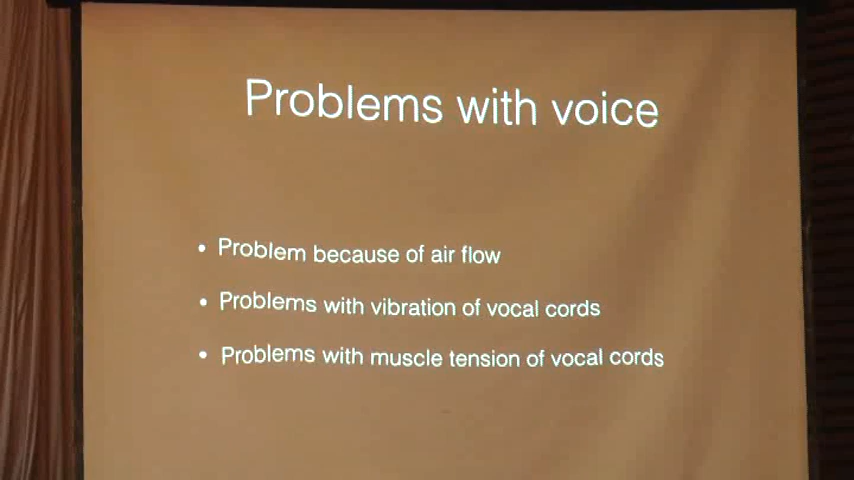 Problems with voice
• Problem because of air flow
• Problems with vibration of vocal cords
• Problems with muscle tension of vocal cords